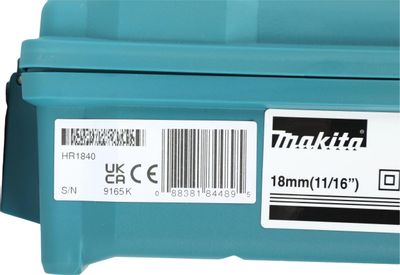 HR1840
UK
CA
CE
S/N 9165K
0 88381 84489 5
Makita
18mm(11/16")